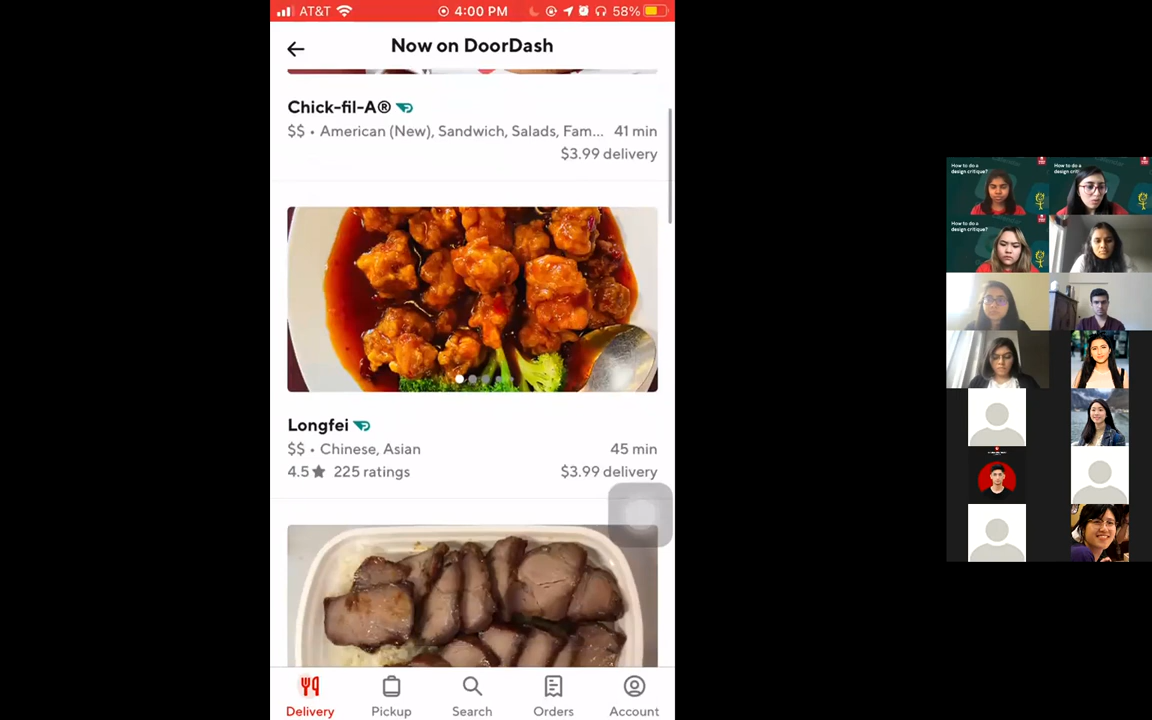 AT&T 4:00 PM 58%
Now on DoorDash
Chick-fil-A®
$$ • American (New), Sandwich, Salads, Fam... 41 min
$3.99 delivery
Longfei
$$ • Chinese, Asian 45 min
4.5★ 225 ratings $3.99 delivery
Delivery Pickup Search Orders Account
How to do a
design critique?
How to do a
design crit
How to do a
design critique?